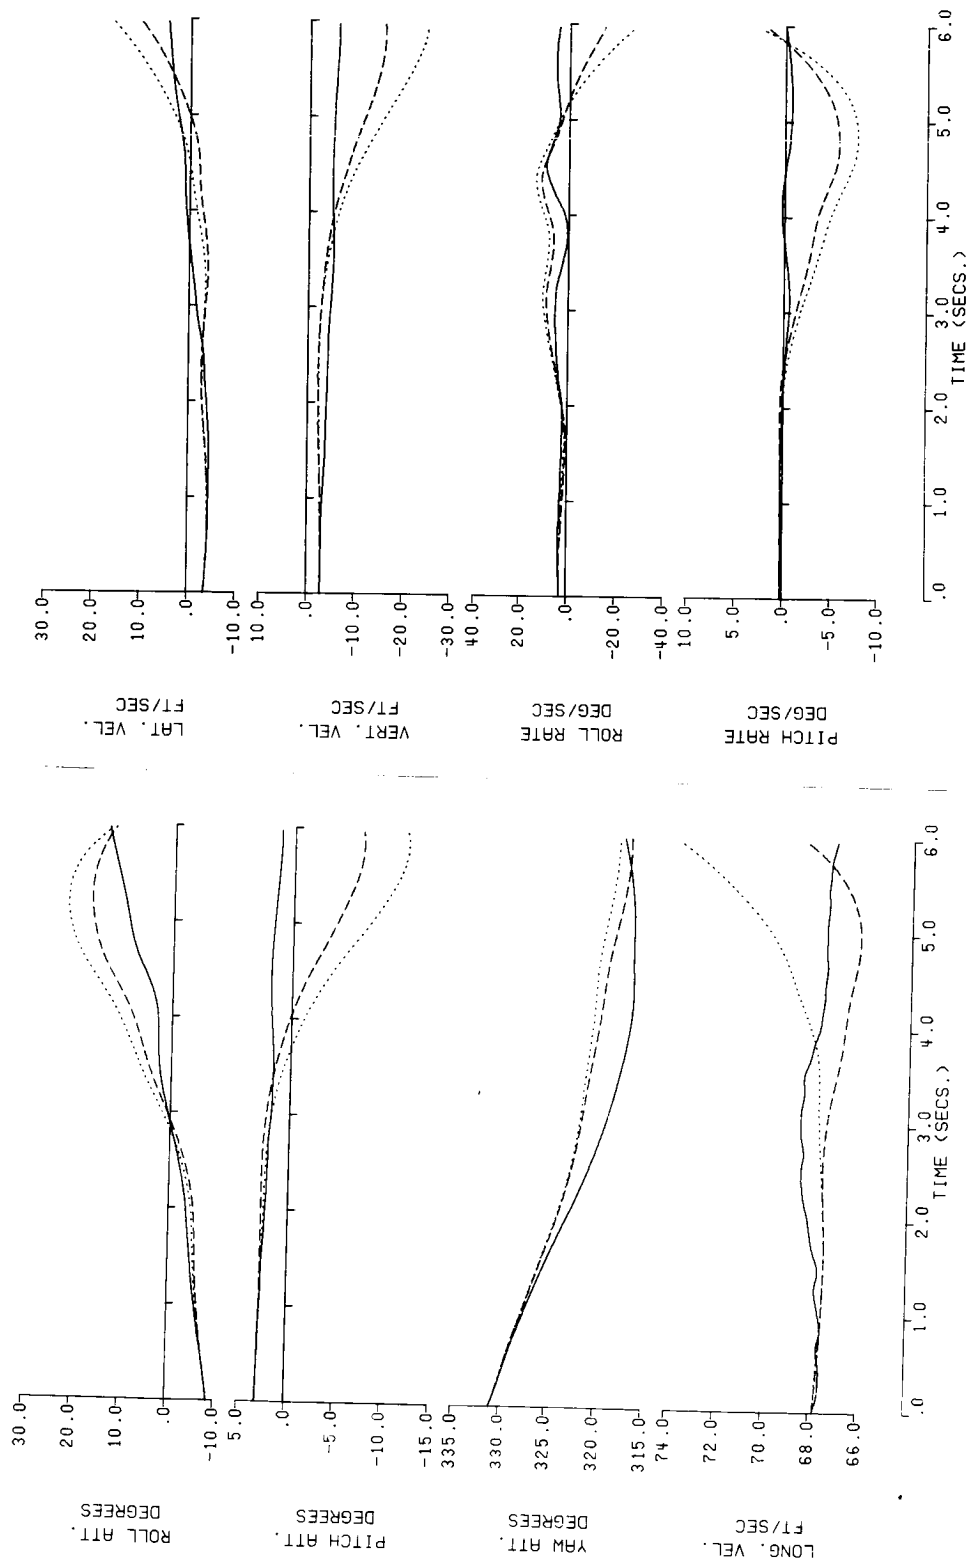 30.0
20.0
10.0
.0
-10.0
LAT. VEL.
FT/SEC
10.0
.0
-10.0
-20.0
-30.0
VERT. VEL.
FT/SEC
40.0
20.0
.0
-20.0
-40.0
ROLL RATE
DEG/SEC
10.0
5.0
.0
-5.0
-10.0
PITCH RATE
DEG/SEC
.0 1.0 2.0 3.0 4.0 5.0 6.0
TIME (SECS.)
30.0
20.0
10.0
.0
-10.0
ROLL ATT.
DEGREES
5.0
.0
-5.0
-10.0
-15.0
PITCH ATT.
DEGREES
335.0
330.0
325.0
320.0
315.0
YAW ATT.
DEGREES
74.0
72.0
70.0
68.0
66.0
LONG. VEL.
FT/SEC
.0 1.0 2.0 3.0 4.0 5.0 6.0
TIME (SECS.)